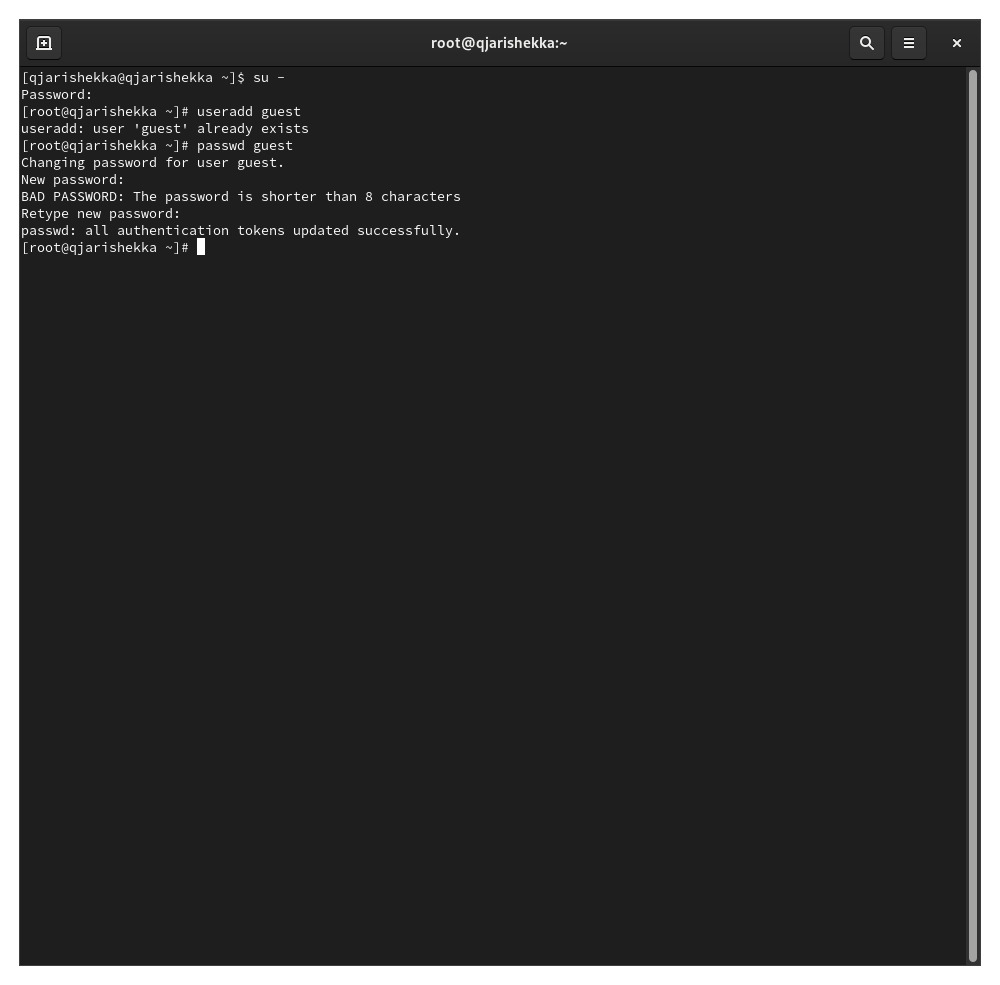 root@qjarishekka:~
[qjarishekka@qjarishekka ~]$ su -
Password:
[root@qjarishekka ~]# useradd guest
useradd: user 'guest' already exists
[root@qjarishekka ~]# passwd guest
Changing password for user guest.
New password:
BAD PASSWORD: The password is shorter than 8 characters
Retype new password:
passwd: all authentication tokens updated successfully.
[root@qjarishekka ~]#